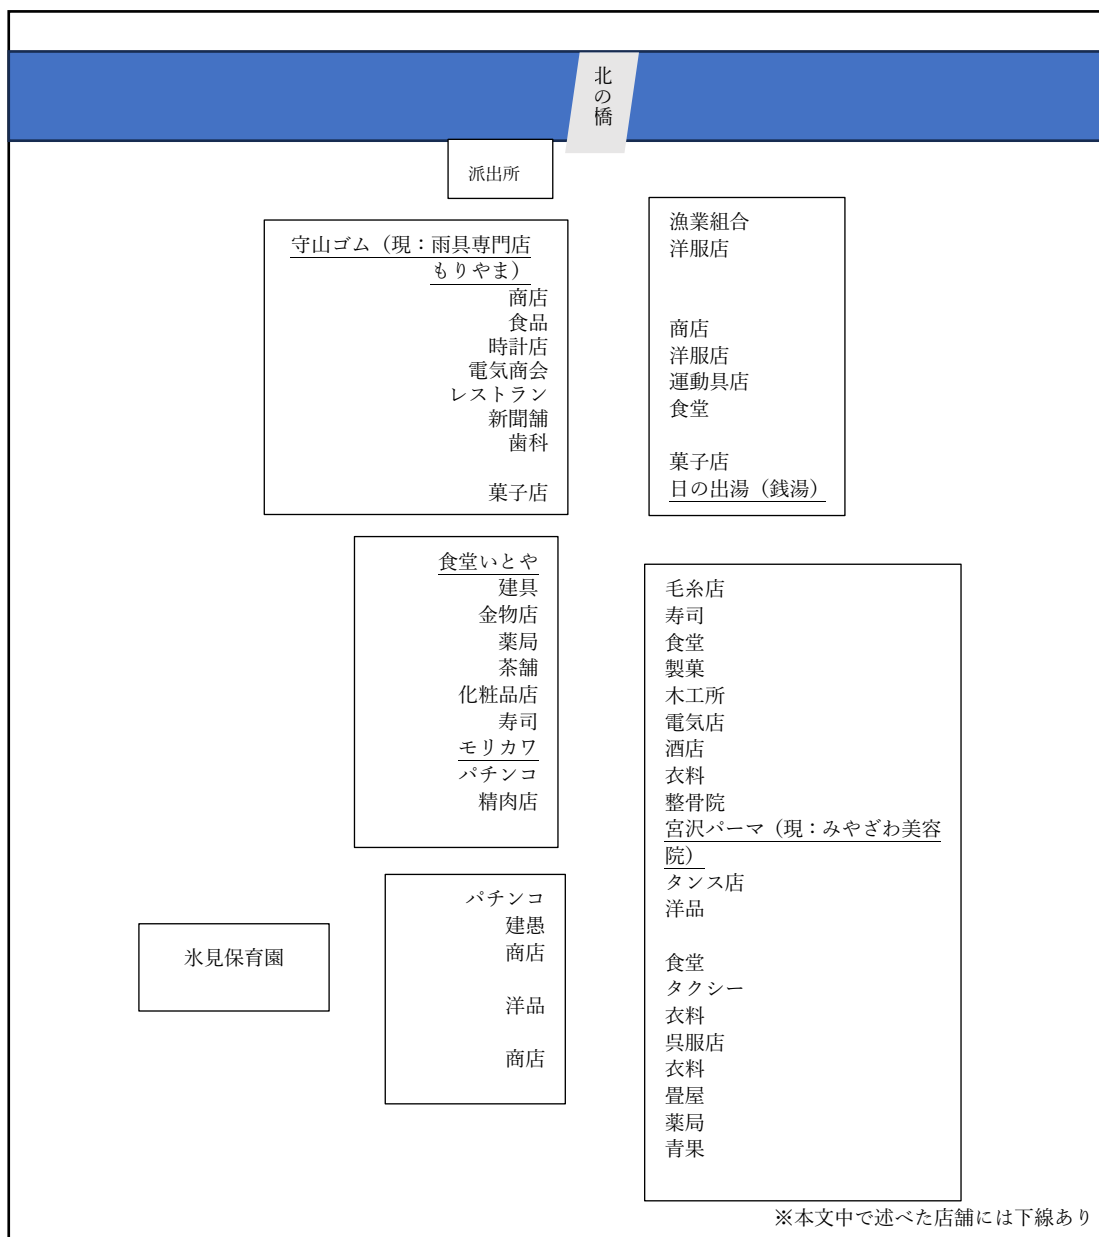 北の橋
派出所
守山ゴム（現：雨具専門店
もりやま）
商店
食品
時計店
電気商会
レストラン
新聞舗
歯科
菓子店
漁業組合
洋服店
商店
洋服店
運動具店
食堂
菓子店
日の出湯（銭湯）
食堂いとや
建具
金物店
薬局
茶舗
化粧品店
寿司
モリカワ
パチンコ
精肉店
毛糸店
寿司
食堂
製菓
木工所
電気店
酒店
衣料
整骨院
宮沢パーマ（現：みやざわ美容
院）
タンス店
洋品
食堂
タクシー
衣料
呉服店
衣料
畳屋
薬局
青果
パチンコ
建愚
商店
洋品
商店
氷見保育園
※本文中で述べた店舗には下線あり